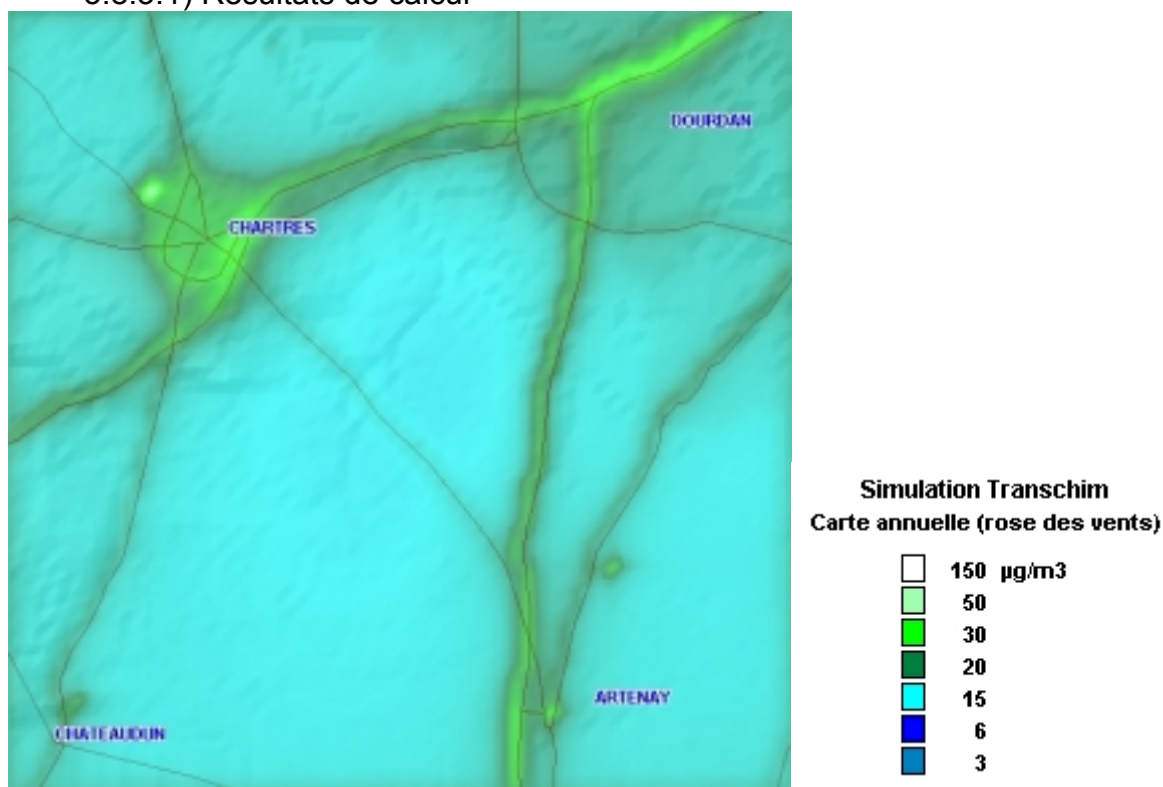 DOURDAN
CHARTRES
ARTENAY
CHATEAUDUN
Simulation Transchim
Carte annuelle (rose des vents)
150 µg/m3
50
30
20
15
6
3